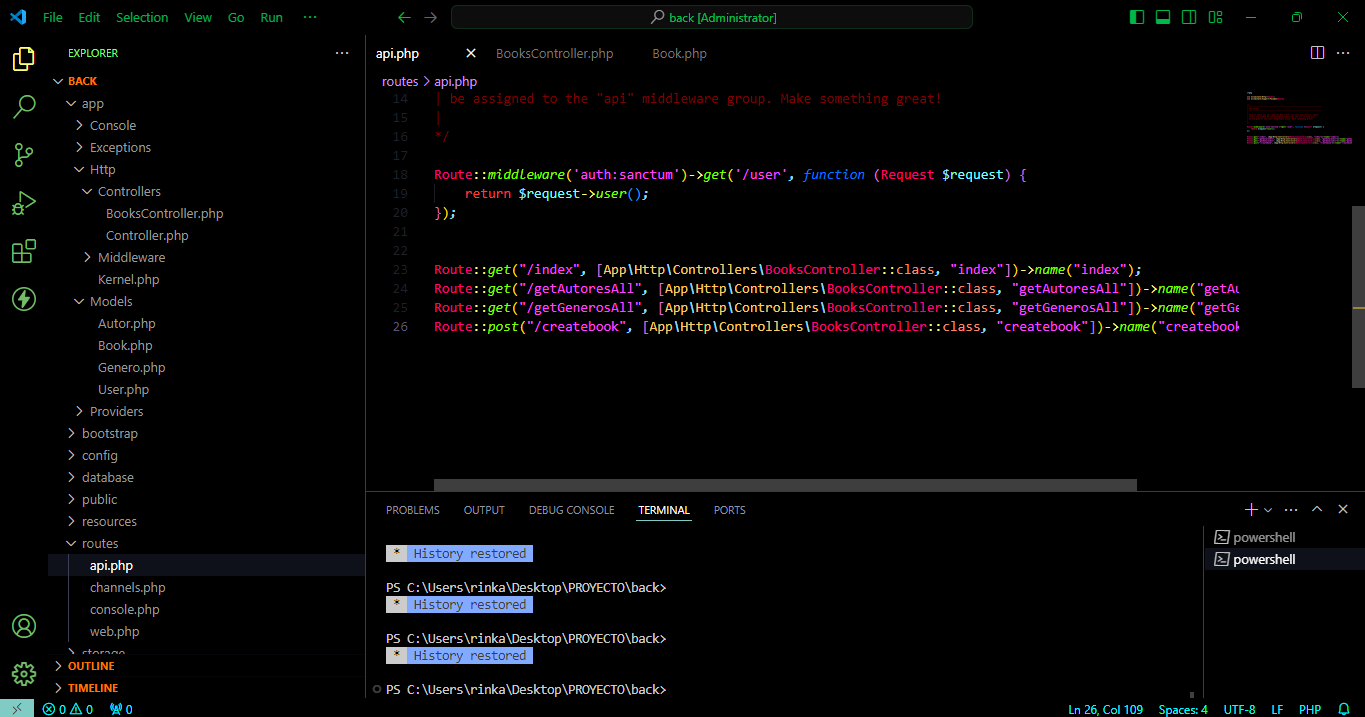 File Edit Selection View Go Run ···
back [Administrator]
EXPLORER
BACK
app
Console
Exceptions
Http
Controllers
BooksController.php
Controller.php
Middleware
Kernel.php
Models
Autor.php
Book.php
Genero.php
User.php
Providers
bootstrap
config
database
public
resources
routes
api.php
channels.php
console.php
web.php
storage
OUTLINE
TIMELINE
api.php BooksController.php Book.php
routes > api.php
14 | be assigned to the "api" middleware group. Make something great!
15 |
16 */
17
18 Route::middleware('auth:sanctum')->get('/user', function (Request $request) {
19 return $request->user();
20 });
21
22
23 Route::get("/index", [App\Http\Controllers\BooksController::class, "index"])->name("index");
24 Route::get("/getAutoresAll", [App\Http\Controllers\BooksController::class, "getAutoresAll"])->name("getAu
25 Route::get("/getGenerosAll", [App\Http\Controllers\BooksController::class, "getGenerosAll"])->name("getGe
26 Route::post("/createbook", [App\Http\Controllers\BooksController::class, "createbook"])->name("createbook
PROBLEMS OUTPUT DEBUG CONSOLE TERMINAL PORTS
* History restored
PS C:\Users\rinka\Desktop\PROYECTO\back>
* History restored
PS C:\Users\rinka\Desktop\PROYECTO\back>
* History restored
PS C:\Users\rinka\Desktop\PROYECTO\back>
powershell
powershell
0 0 0
Ln 26, Col 109 Spaces: 4 UTF-8 LF PHP